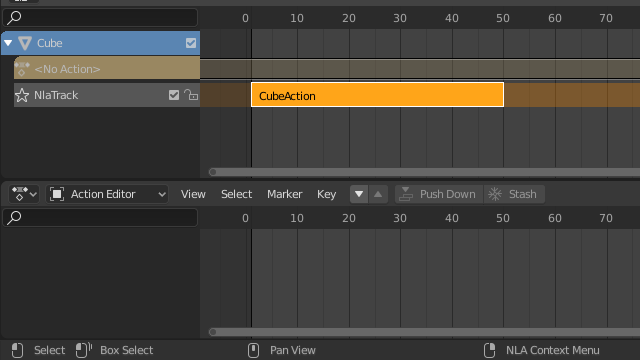 0 10 20 30 40 50 60 70
Cube
<No Action>
NlaTrack
CubeAction
Action Editor View Select Marker Key Push Down Stash
0 10 20 30 40 50 60 70
Select Box Select Pan View NLA Context Menu